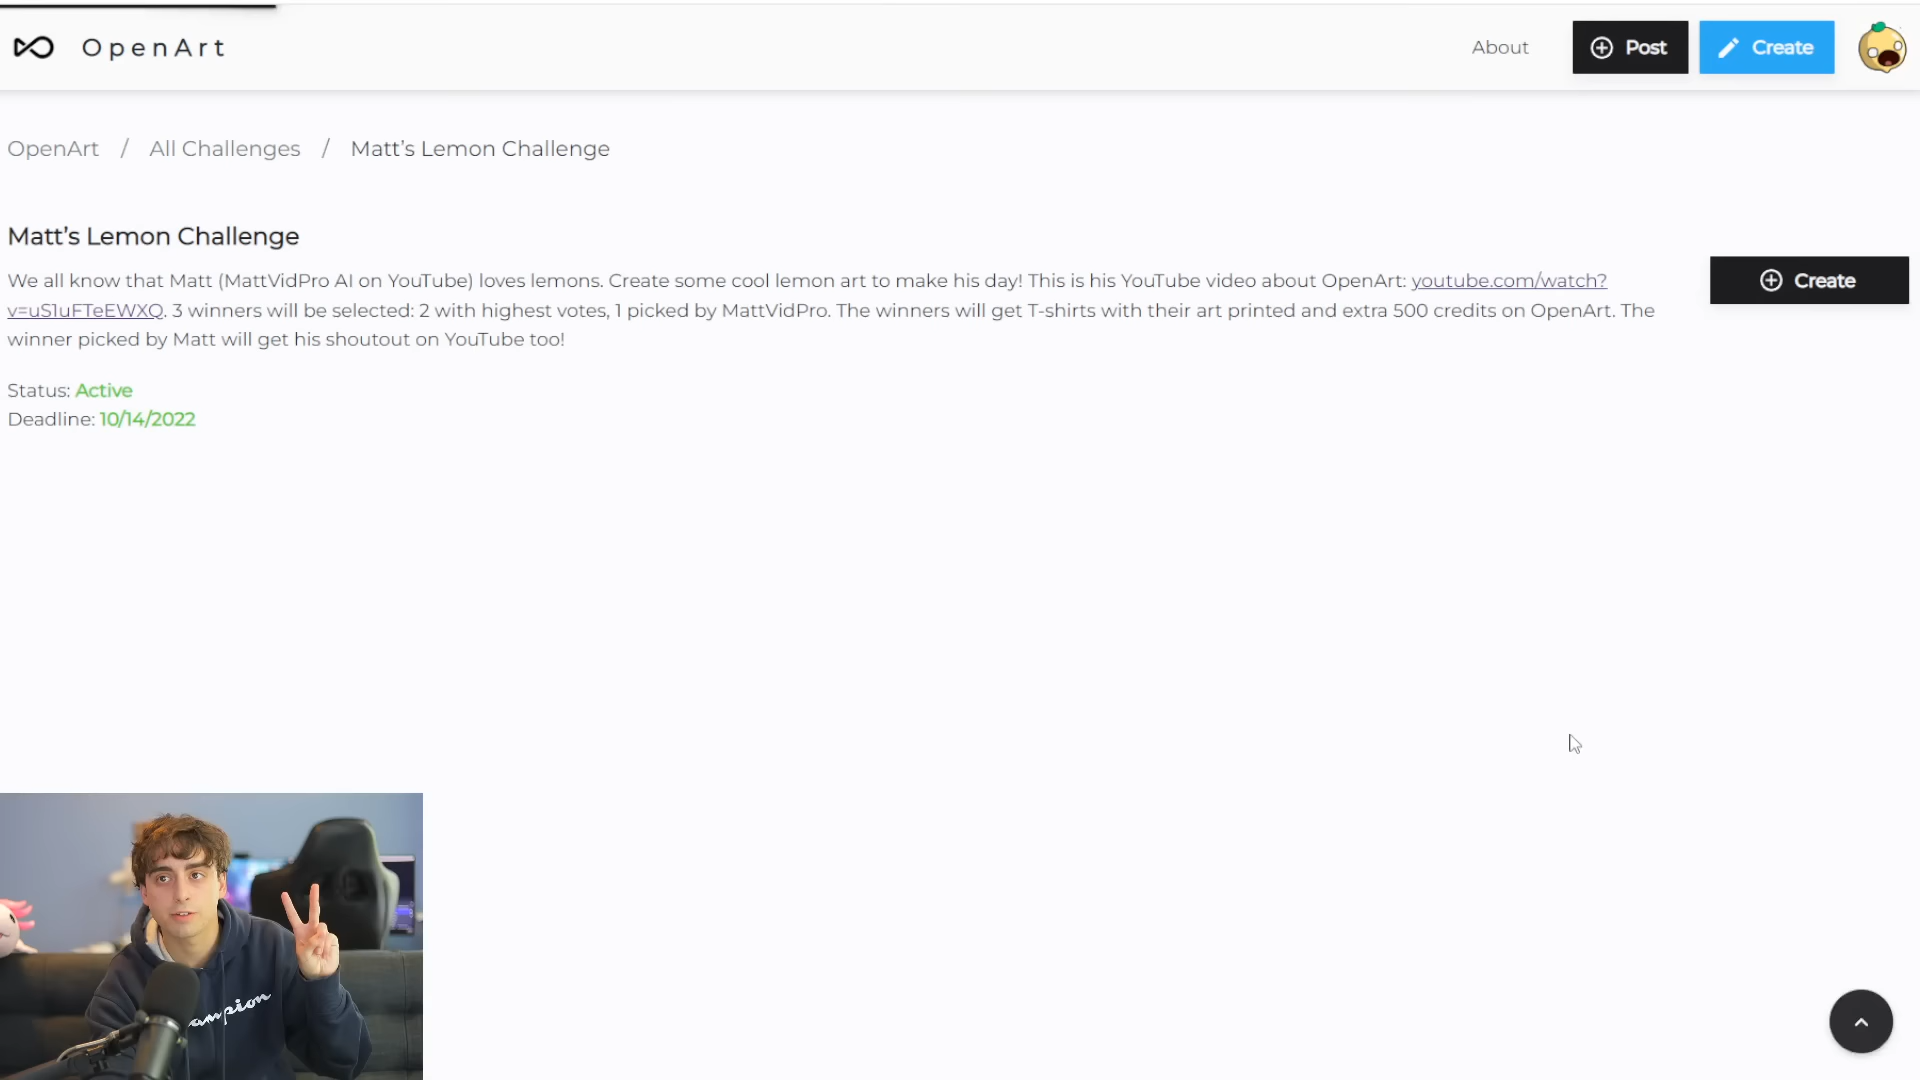 OpenArt
About
Post
Create
OpenArt / All Challenges / Matt's Lemon Challenge
Matt's Lemon Challenge
We all know that Matt (MattVidPro AI on YouTube) loves lemons. Create some cool lemon art to make his day! This is his YouTube video about OpenArt: youtube.com/watch?
v=uS1uFTeEWXQ. 3 winners will be selected: 2 with highest votes, 1 picked by MattVidPro. The winners will get T-shirts with their art printed and extra 500 credits on OpenArt. The
winner picked by Matt will get his shoutout on YouTube too!
Create
Status: Active
Deadline: 10/14/2022
ampion